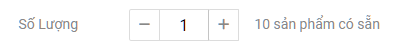 Số Lượng − 1 + 10 sản phẩm có sẵn